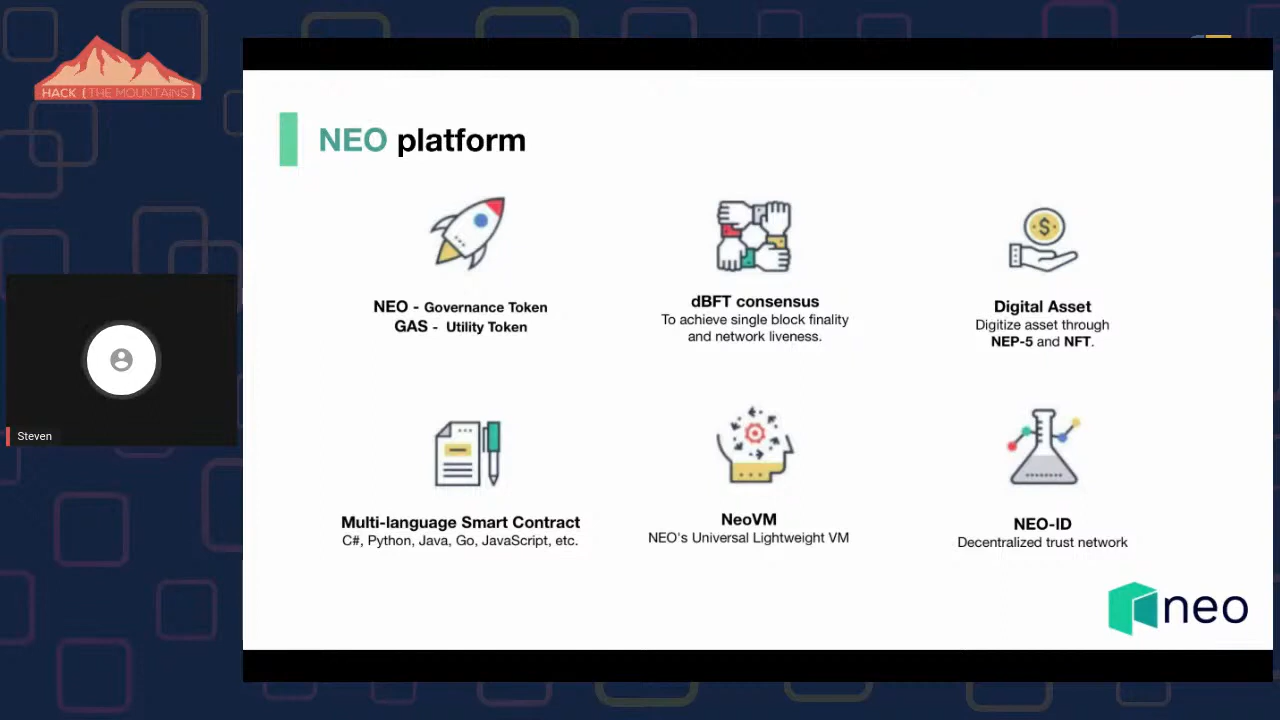 HACK {THE MOUNTAINS}
NEO platform
NEO - Governance Token
GAS - Utility Token
dBFT consensus
To achieve single block finality
and network liveness.
Digital Asset
Digitize asset through
NEP-5 and NFT.
Steven
Multi-language Smart Contract
C#, Python, Java, Go, JavaScript, etc.
NeoVM
NEO's Universal Lightweight VM
NEO-ID
Decentralized trust network
neo